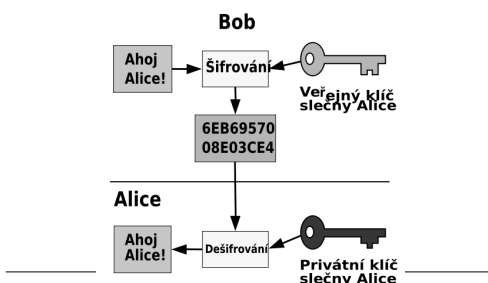 Bob
Ahoj
Alice!
Šifrování
Veřejný klíč
slečny Alice
6EB69570
08E03CE4
Alice
Ahoj
Alice!
Dešifrování
Privátní klíč
slečny Alice